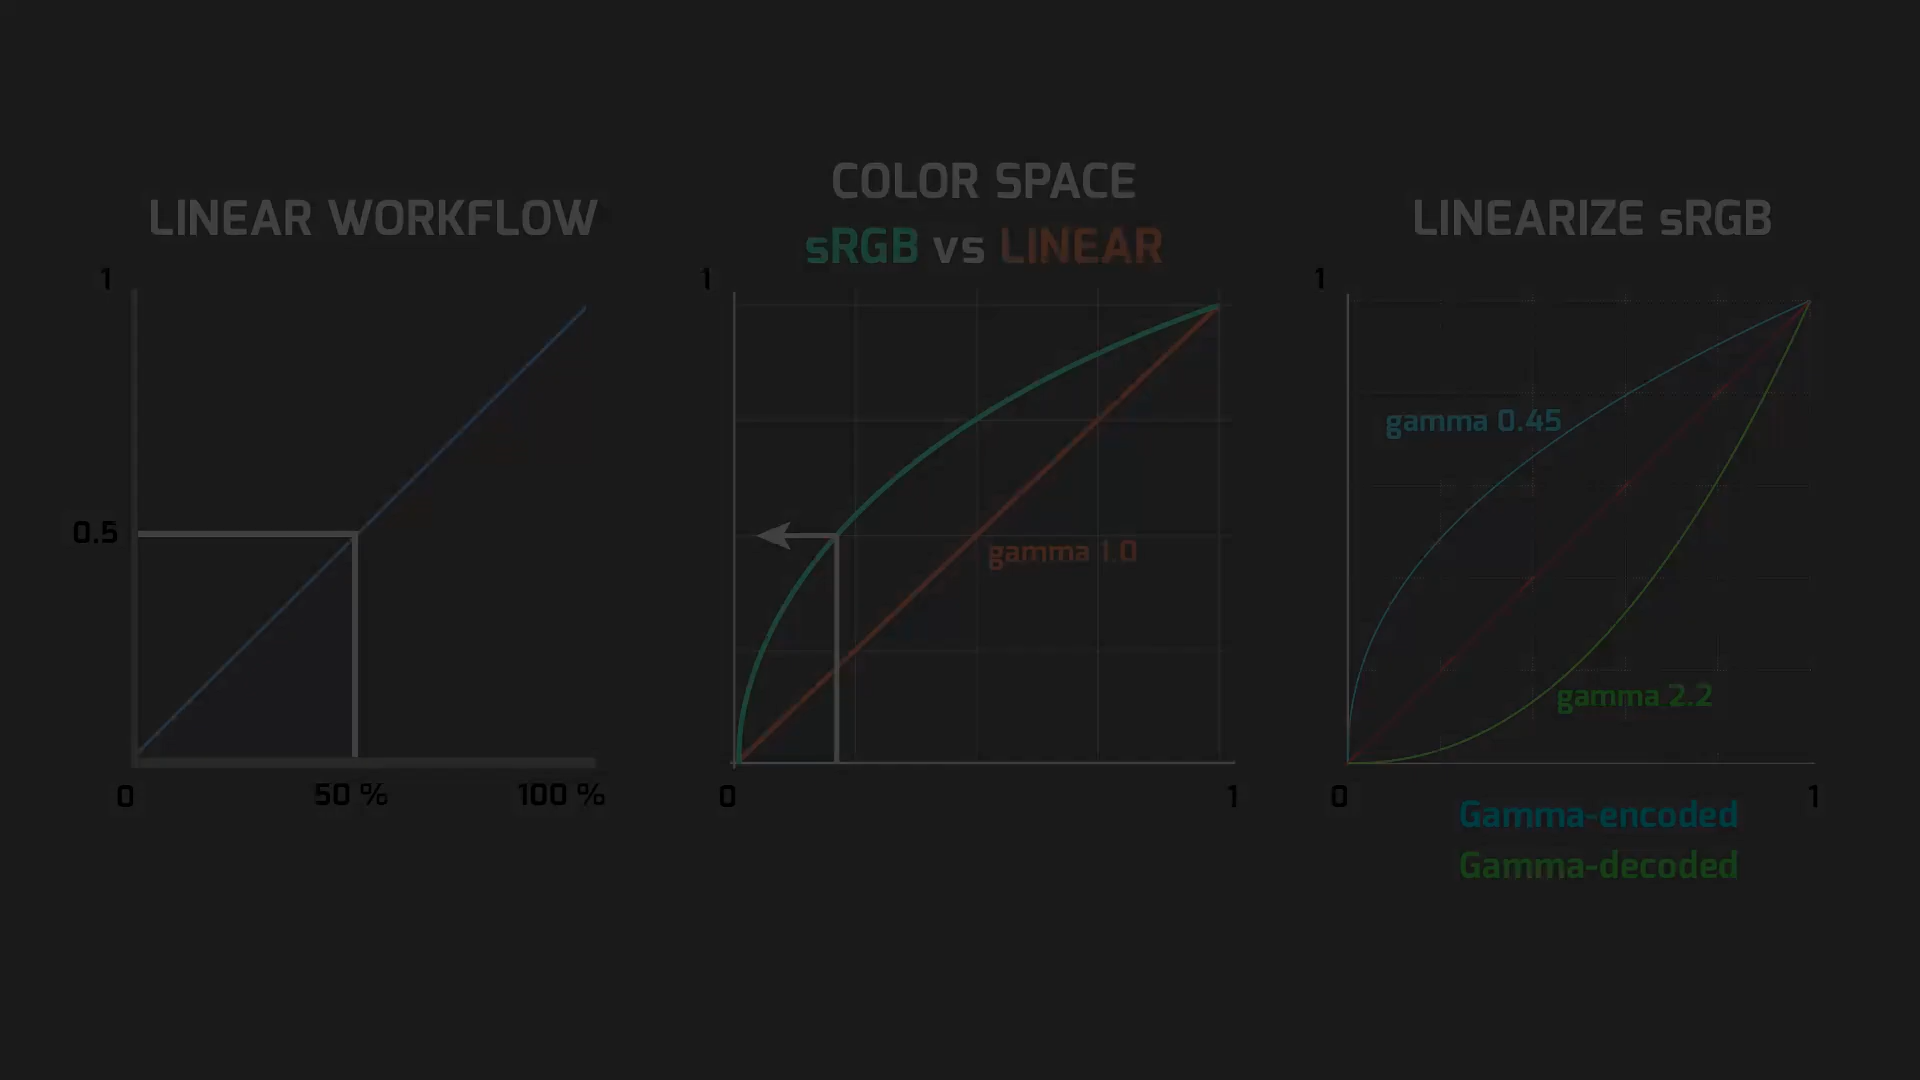 LINEAR WORKFLOW
1
0.5
0
50 %
100 %
COLOR SPACE
sRGB vs LINEAR
1
gamma 1.0
0
1
LINEARIZE sRGB
1
gamma 0.45
gamma 2.2
0
1
Gamma-encoded
Gamma-decoded